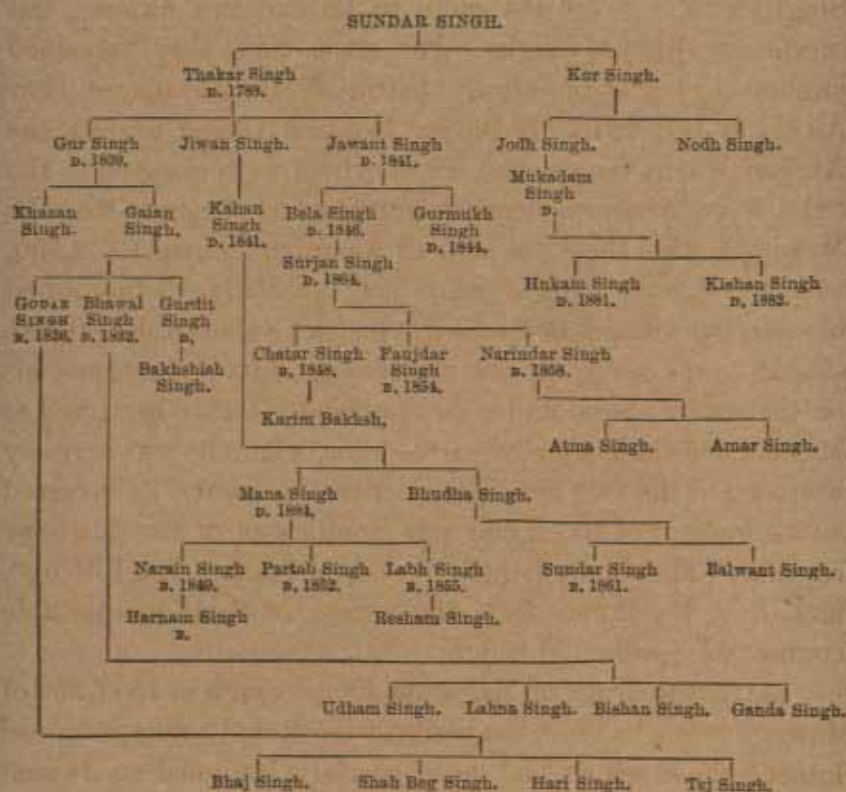 SUNDAR SINGH.
Thakar Singh
D. 1788.
Kor Singh.
Gur Singh
D. 1839.
Jiwan Singh.
Jawant Singh
D. 1841.
Jodh Singh.
Nodh Singh.
Khazan
Singh.
Gaian
Singh.
Kahan
Singh
D. 1841.
Bela Singh
D. 1846.
Gurmukh
Singh
D. 1844.
Mukadam
Singh
D.
Surjan Singh
D. 1864.
Hukam Singh
D. 1881.
Kishan Singh
D. 1883.
GODAR
SINGH
B. 1826.
Bhawal
Singh
B. 1832.
Gurdit
Singh
D.
Bakhshish
Singh.
Chatar Singh
B. 1848.
Faujdar
Singh
B. 1854.
Narindar Singh
B. 1858.
Karim Bakhsh.
Atma Singh.
Amar Singh.
Mana Singh
D. 1884.
Bhudha Singh.
Narain Singh
B. 1849.
Partab Singh
B. 1852.
Labh Singh
B. 1855.
Sundar Singh
B. 1861.
Balwant Singh.
Harnam Singh
B.
Resham Singh.
Udham Singh.
Lahna Singh.
Bishan Singh.
Ganda Singh.
Bhaj Singh.
Shah Beg Singh.
Hari Singh.
Tej Singh.